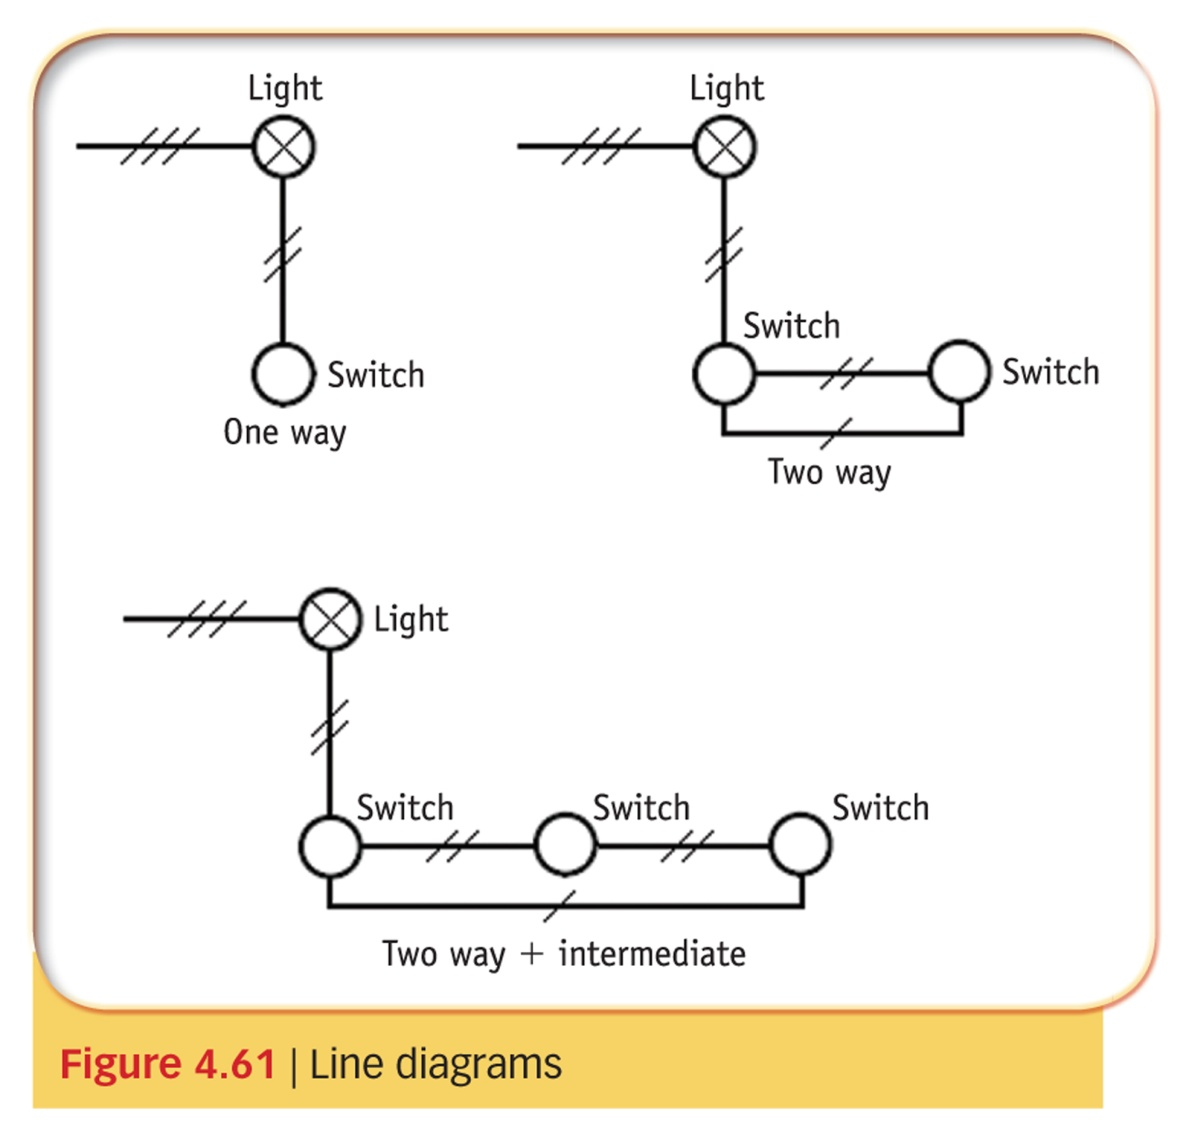 Light
Light
Switch
Switch
Switch
One way
Two way
Light
Switch
Switch
Switch
Two way + intermediate
Figure 4.61 | Line diagrams